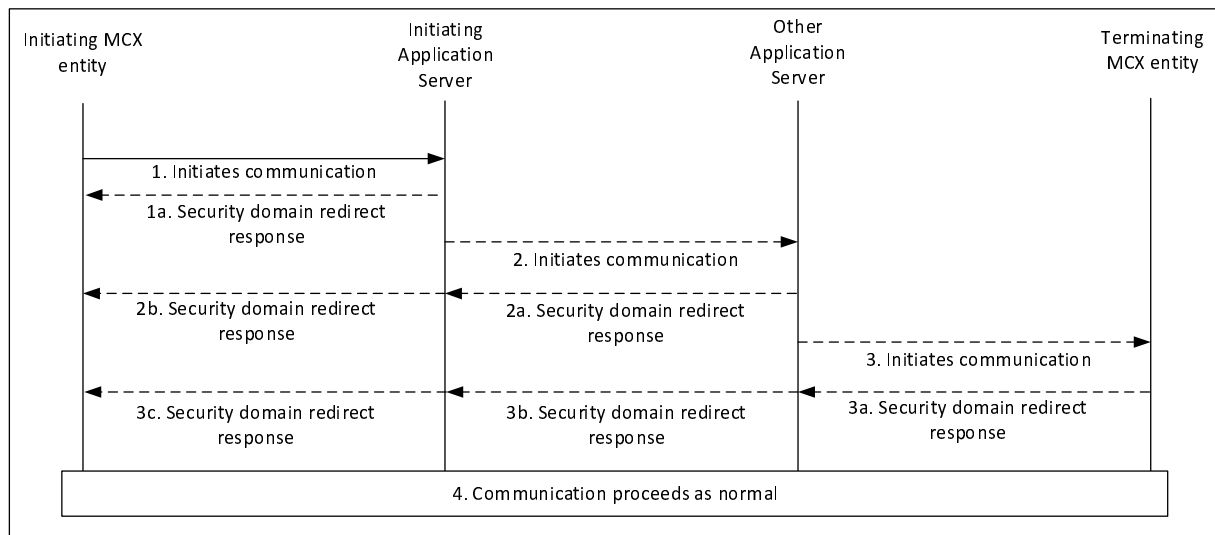 Initiating MCX
entity
Initiating
Application
Server
Other
Application
Server
Terminating
MCX entity
1. Initiates communication
1a. Security domain redirect
response
2. Initiates communication
2b. Security domain redirect
response
2a. Security domain redirect
response
3. Initiates communication
3c. Security domain redirect
response
3b. Security domain redirect
response
3a. Security domain redirect
response
4. Communication proceeds as normal